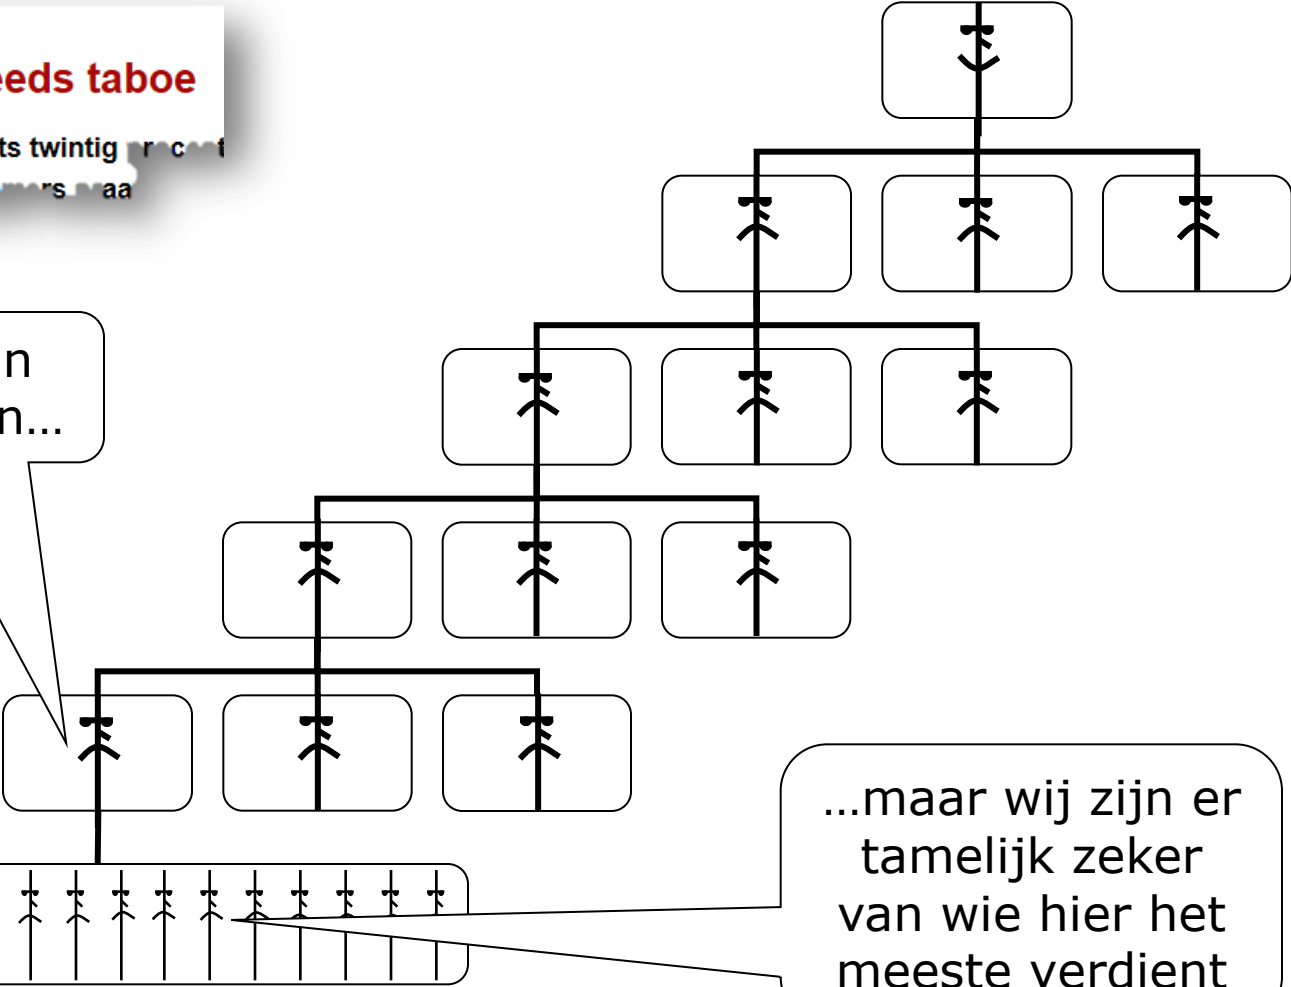 eeds taboe
ts twintig
n
n...
...maar wij zijn er
tamelijk zeker
van wie hier het
meeste verdient